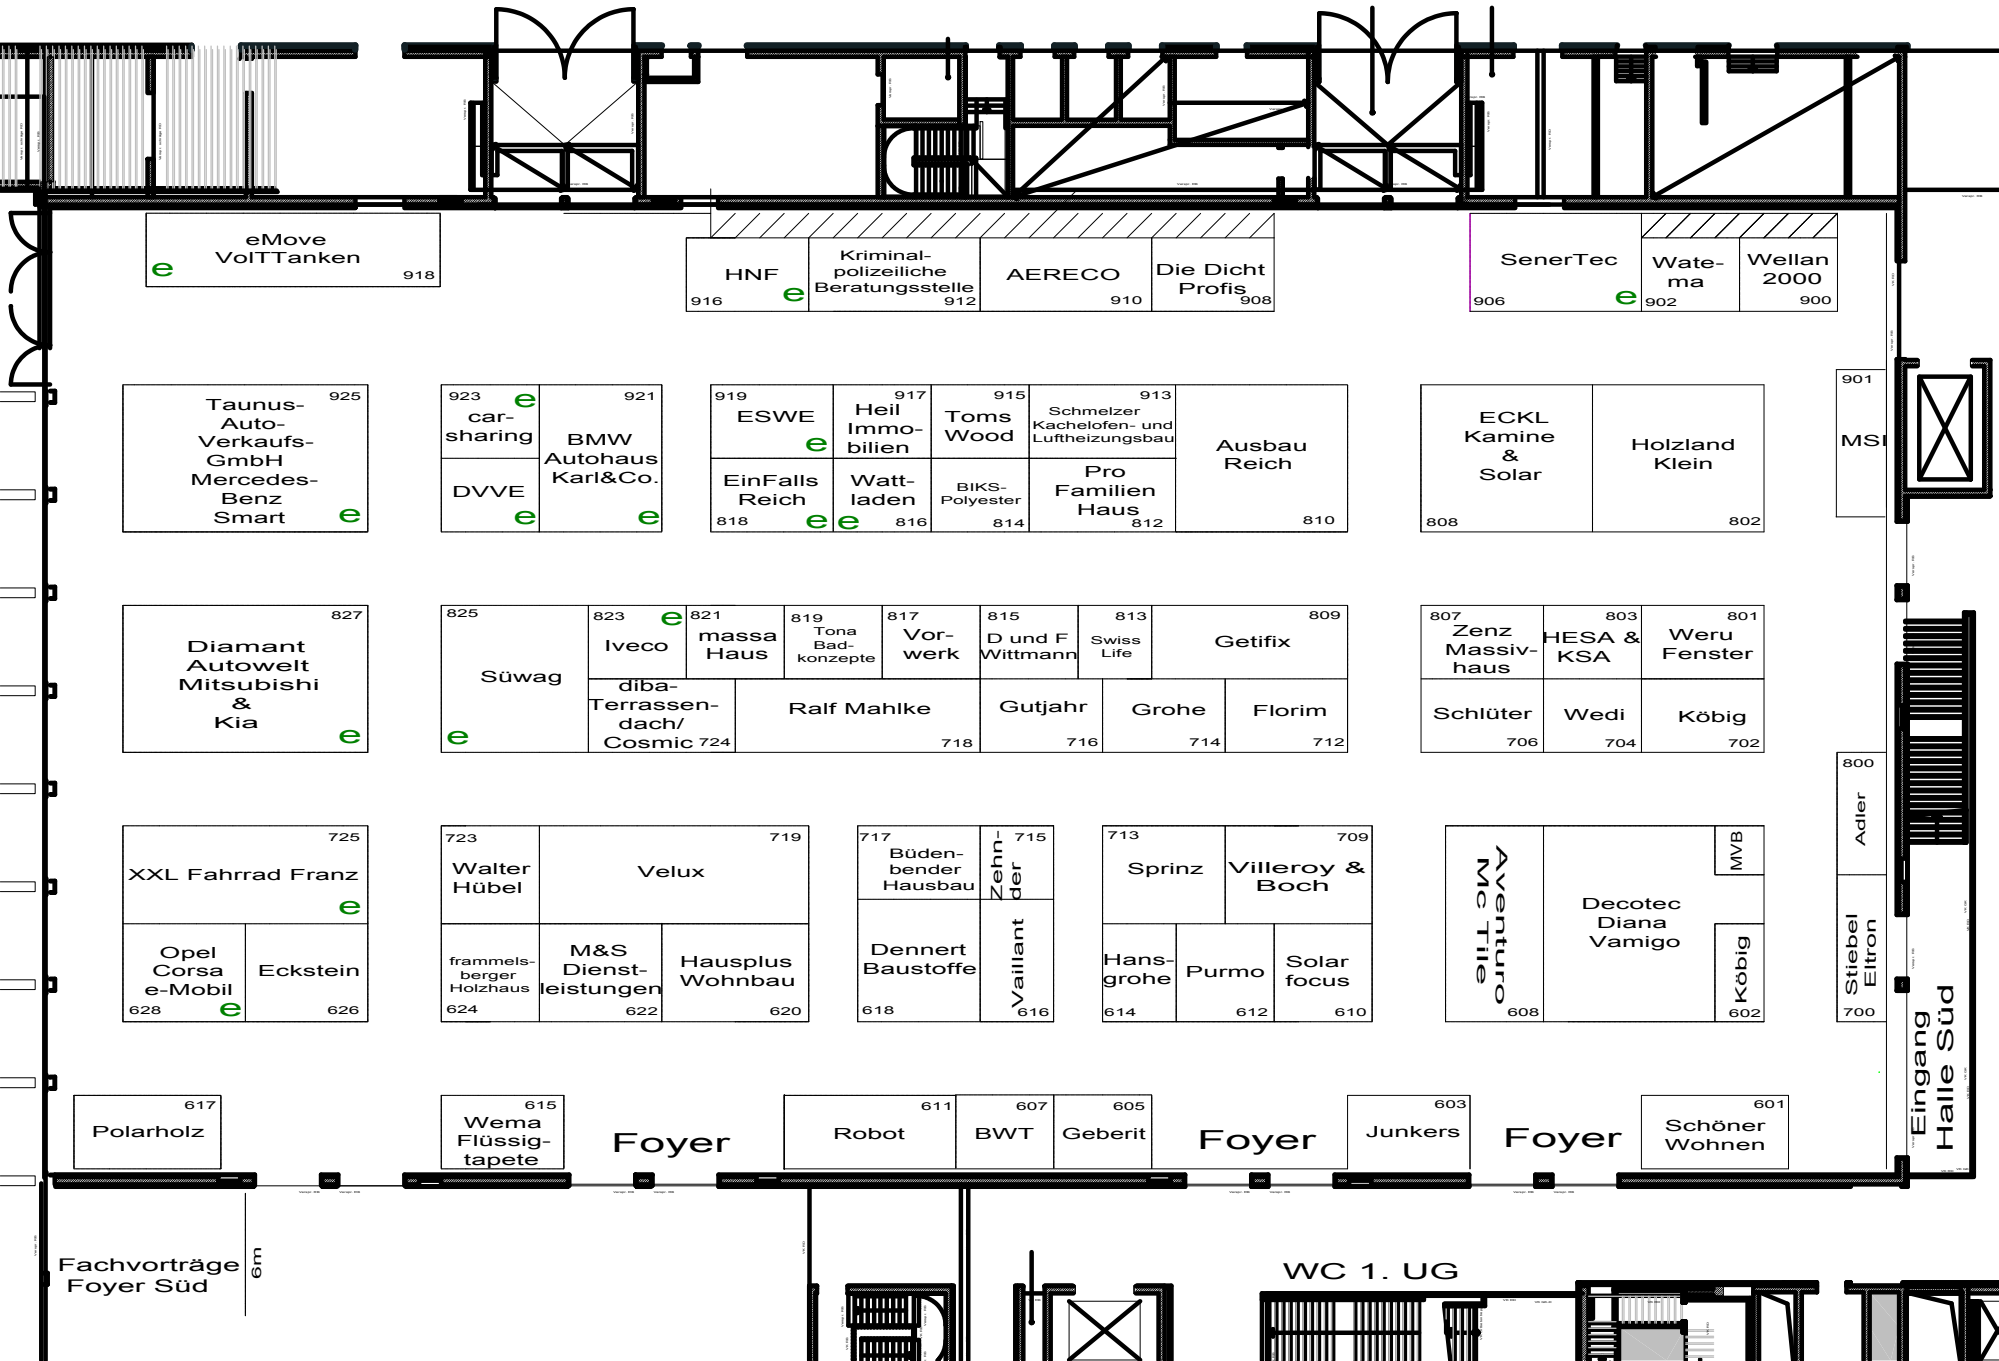 eMove
VolTTanken
e
918
HNF
916
e
Kriminal-
polizeiliche
Beratungsstelle
912
AERECO
910
Die Dicht
Profis
908
SenerTec
906
e
Wate-
ma
902
Wellan
2000
900
925
Taunus-
Auto-
Verkaufs-
GmbH
Mercedes-
Benz
Smart
e
923
e
car-
sharing
DVVE
e
921
BMW
Autohaus
Karl&Co.
e
919
ESWE
e
917
Heil
Immo-
bilien
915
Toms
Wood
913
Schmelzer
Kachelofen- und
Luftheizungsbau
EinFalls
Reich
818
e
Watt-
laden
e
816
BIKS-
Polyester
814
Pro
Familien
Haus
812
Ausbau
Reich
810
ECKL
Kamine
&
Solar
808
Holzland
Klein
802
901
MSI
827
Diamant
Autowelt
Mitsubishi
&
Kia
e
825
Süwag
e
823
e
Iveco
821
massa
Haus
819
Tona
Bad-
konzepte
817
Vor-
werk
815
D und F
Wittmann
813
Swiss
Life
809
Getifix
diba-
Terrassen-
dach/
Cosmic
724
Ralf Mahlke
718
Gutjahr
716
Grohe
714
Florim
712
807
Zenz
Massiv-
haus
803
HESA &
KSA
801
Weru
Fenster
Schlüter
706
Wedi
704
Köbig
702
800
Adler
725
XXL Fahrrad Franz
e
Opel
Corsa
e-Mobil
628
e
Eckstein
626
723
Walter
Hübel
719
Velux
frammels-
berger
Holzhaus
624
M&S
Dienst-
leistungen
622
Hausplus
Wohnbau
620
717
Büden-
bender
Hausbau
715
Zehn-
der
Dennert
Baustoffe
618
Vaillant
616
713
Sprinz
709
Villeroy &
Boch
Hans-
grohe
614
Purmo
612
Solar
focus
610
Aventuro
Mc Tile
608
Decotec
Diana
Vamigo
MVB
Köbig
602
Stiebel
Eltron
700
Eingang
Halle Süd
617
Polarholz
615
Wema
Flüssig-
tapete
Foyer
611
Robot
607
BWT
605
Geberit
Foyer
603
Junkers
Foyer
601
Schöner
Wohnen
Fachvorträge
Foyer Süd
6m
WC 1. UG